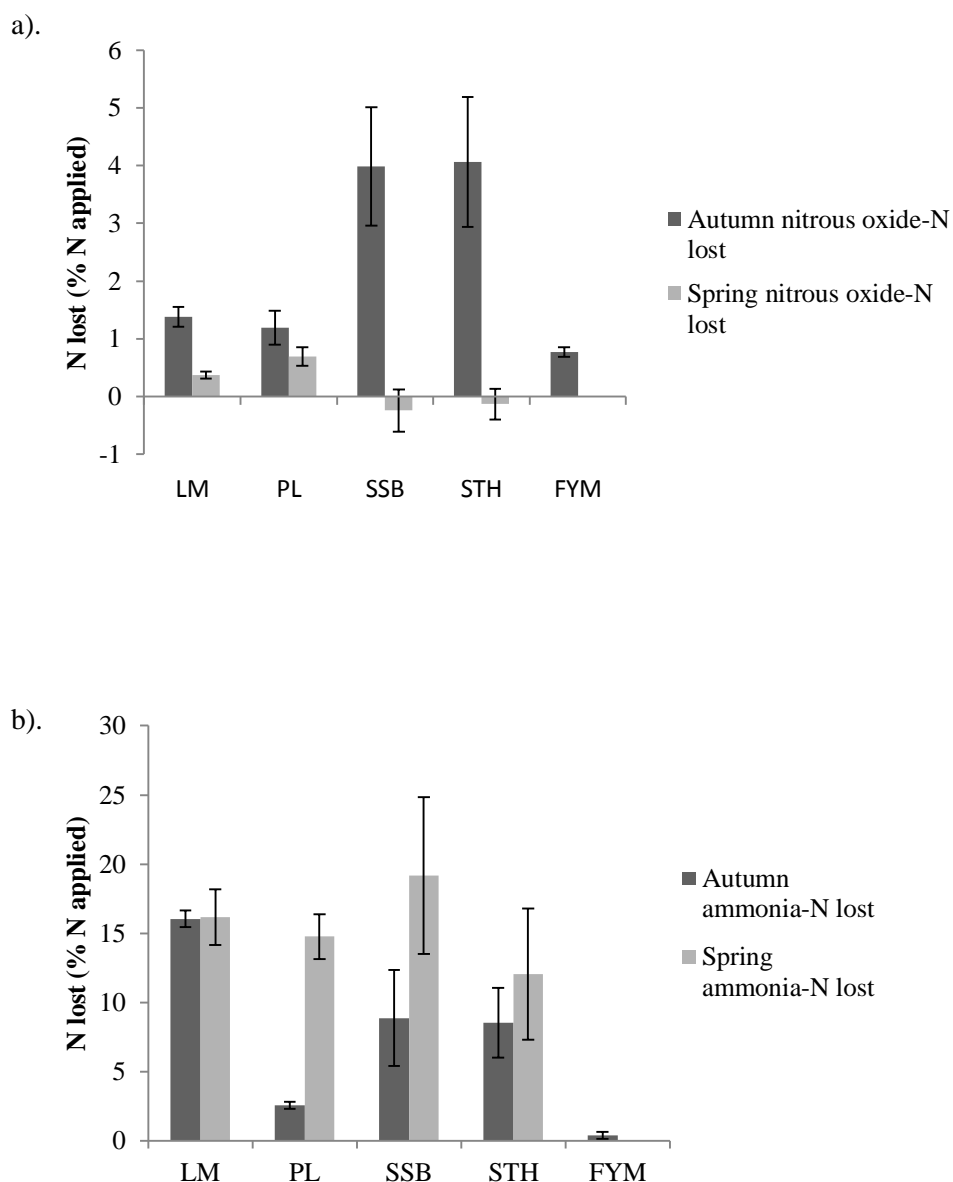 a).
6
5
4
3
2
1
0
-1
N lost (% N applied)
LM PL SSB STH FYM
Autumn nitrous oxide-N
lost
Spring nitrous oxide-N
lost
b).
30
25
20
15
10
5
0
N lost (% N applied)
LM PL SSB STH FYM
Autumn
ammonia-N lost
Spring
ammonia-N lost